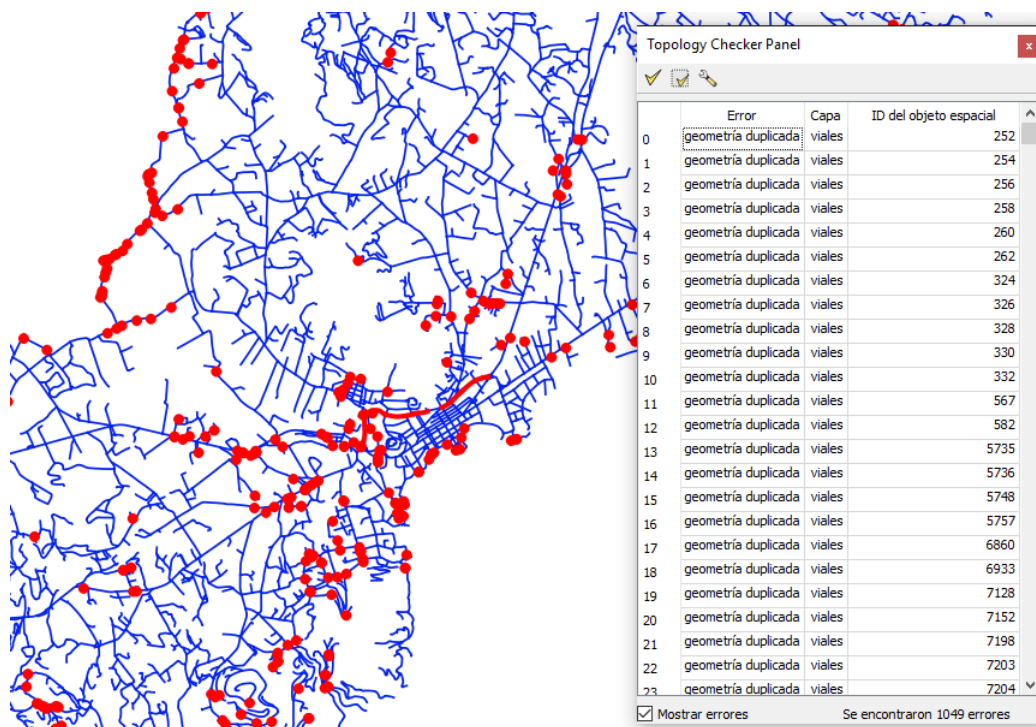 Topology Checker Panel
x
Error Capa ID del objeto espacial
0 geometría duplicada viales 252
1 geometría duplicada viales 254
2 geometría duplicada viales 256
3 geometría duplicada viales 258
4 geometría duplicada viales 260
5 geometría duplicada viales 262
6 geometría duplicada viales 324
7 geometría duplicada viales 326
8 geometría duplicada viales 328
9 geometría duplicada viales 330
10 geometría duplicada viales 332
11 geometría duplicada viales 567
12 geometría duplicada viales 582
13 geometría duplicada viales 5735
14 geometría duplicada viales 5736
15 geometría duplicada viales 5748
16 geometría duplicada viales 5757
17 geometría duplicada viales 6860
18 geometría duplicada viales 6933
19 geometría duplicada viales 7128
20 geometría duplicada viales 7152
21 geometría duplicada viales 7198
22 geometría duplicada viales 7203
23 geometría duplicada viales 7204
Mostrar errores Se encontraron 1049 errores